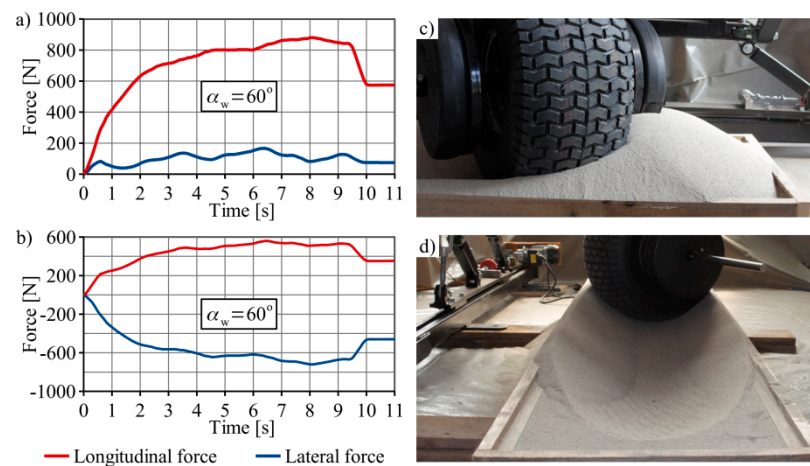 a)
1000
800
600
400
200
0
Force [N]
α_w = 60°
0 1 2 3 4 5 6 7 8 9 10 11
Time [s]
b)
600
200
-200
-600
-1000
Force [N]
α_w = 60°
0 1 2 3 4 5 6 7 8 9 10 11
Time [s]
Longitudinal force Lateral force
c)
d)